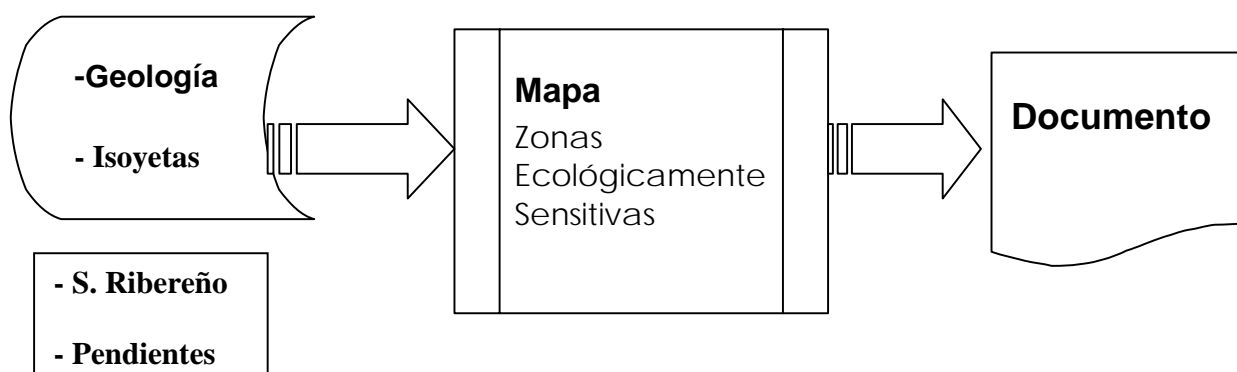 -Geología
- Isoyetas
- S. Ribereño
- Pendientes
Mapa
Zonas
Ecológicamente
Sensitivas
Documento